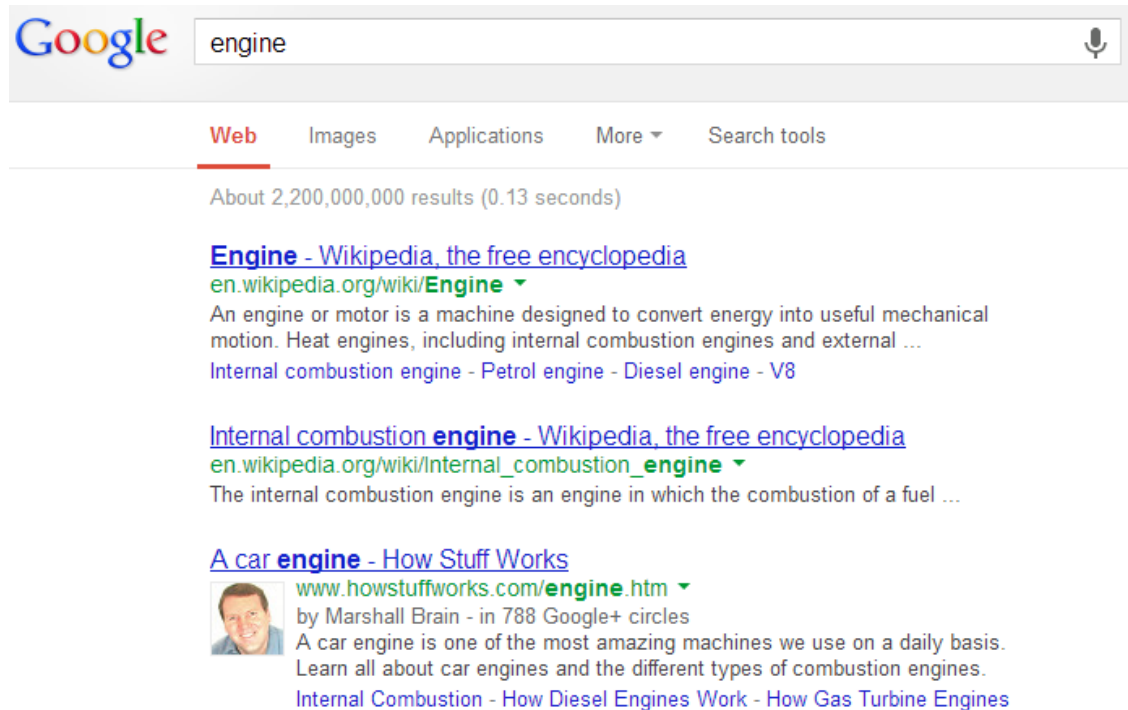 Google engine
Web Images Applications More Search tools
About 2,200,000,000 results (0.13 seconds)
Engine - Wikipedia, the free encyclopedia
en.wikipedia.org/wiki/Engine
An engine or motor is a machine designed to convert energy into useful mechanical
motion. Heat engines, including internal combustion engines and external ...
Internal combustion engine - Petrol engine - Diesel engine - V8
Internal combustion engine - Wikipedia, the free encyclopedia
en.wikipedia.org/wiki/Internal_combustion_engine
The internal combustion engine is an engine in which the combustion of a fuel ...
A car engine - How Stuff Works
www.howstuffworks.com/engine.htm
by Marshall Brain - in 788 Google+ circles
A car engine is one of the most amazing machines we use on a daily basis.
Learn all about car engines and the different types of combustion engines.
Internal Combustion - How Diesel Engines Work - How Gas Turbine Engines